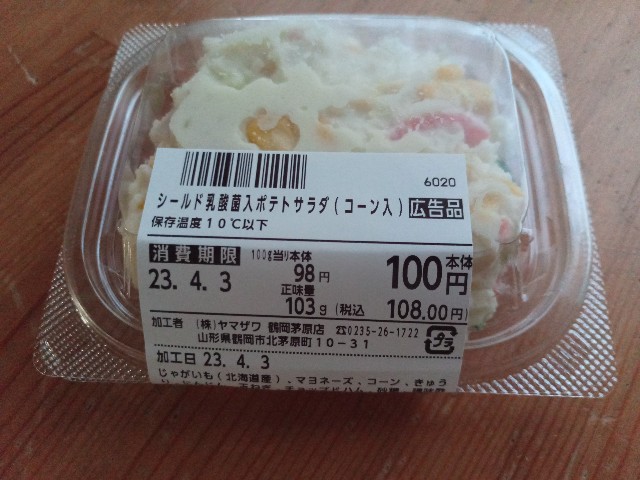 6020
シールド乳酸菌入ポテトサラダ(コーン入) 広告品
保存温度10℃以下
消費期限 100g当り本体 本体
23.4.3 98円 100円
正味量
103g (税込 108.00円)
加工者 (株)ヤマザワ 鶴岡茅原店 ☎0235-26-1722
山形県鶴岡市北茅原町10-31
プラ
加工日 23.4.3
じゃがいも(北海道産)、マヨネーズ、コーン、きゅう